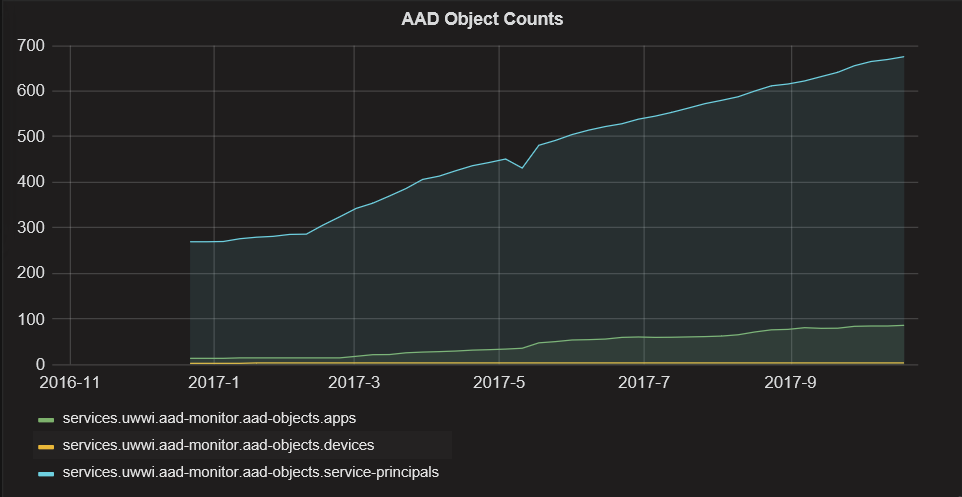 AAD Object Counts
700
600
500
400
300
200
100
0
2016-11 2017-1 2017-3 2017-5 2017-7 2017-9
services.uwwi.aad-monitor.aad-objects.apps
services.uwwi.aad-monitor.aad-objects.devices
services.uwwi.aad-monitor.aad-objects.service-principals